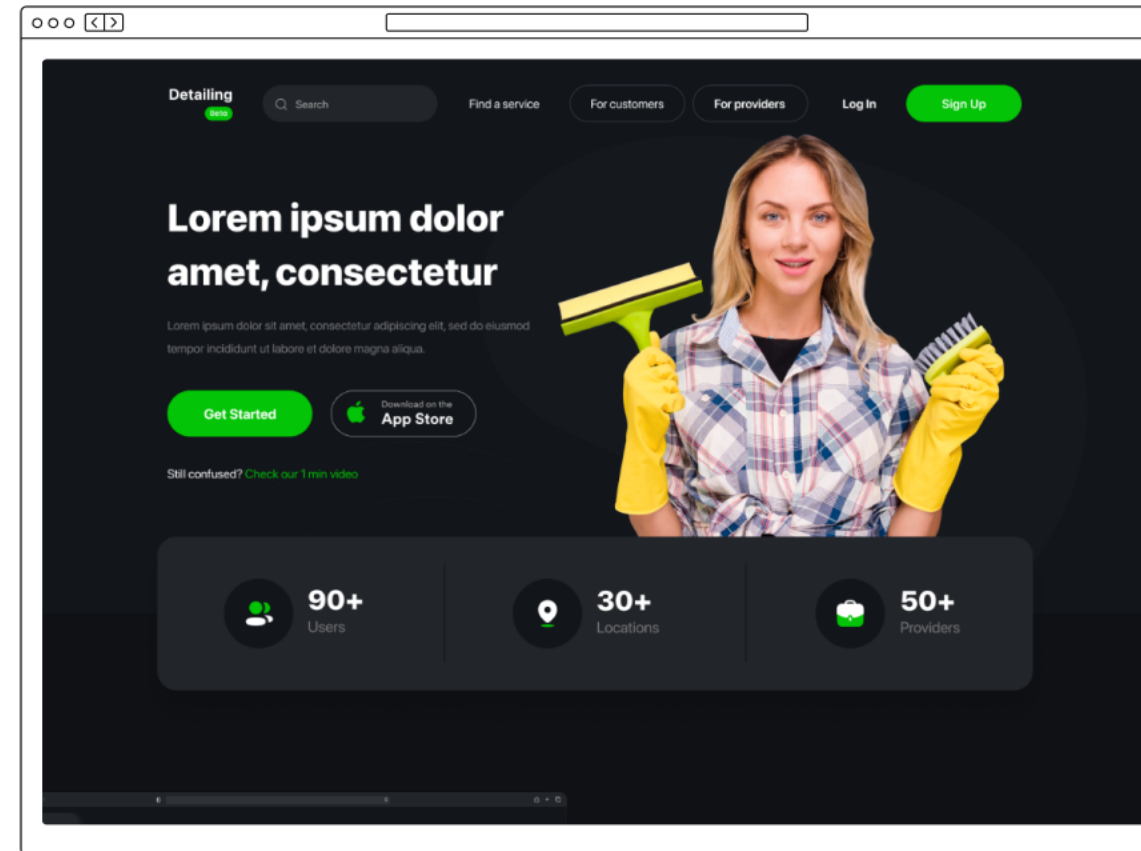 Detailing
Beta
Search
Find a service
For customers
For providers
Log In
Sign Up
Lorem ipsum dolor
amet, consectetur
Lorem ipsum dolor sit amet, consectetur adipiscing elit, sed do eiusmod
tempor incididunt ut labore et dolore magna aliqua.
Get Started
Download on the
App Store
Still confused? Check our 1 min video
90+
Users
30+
Locations
50+
Providers